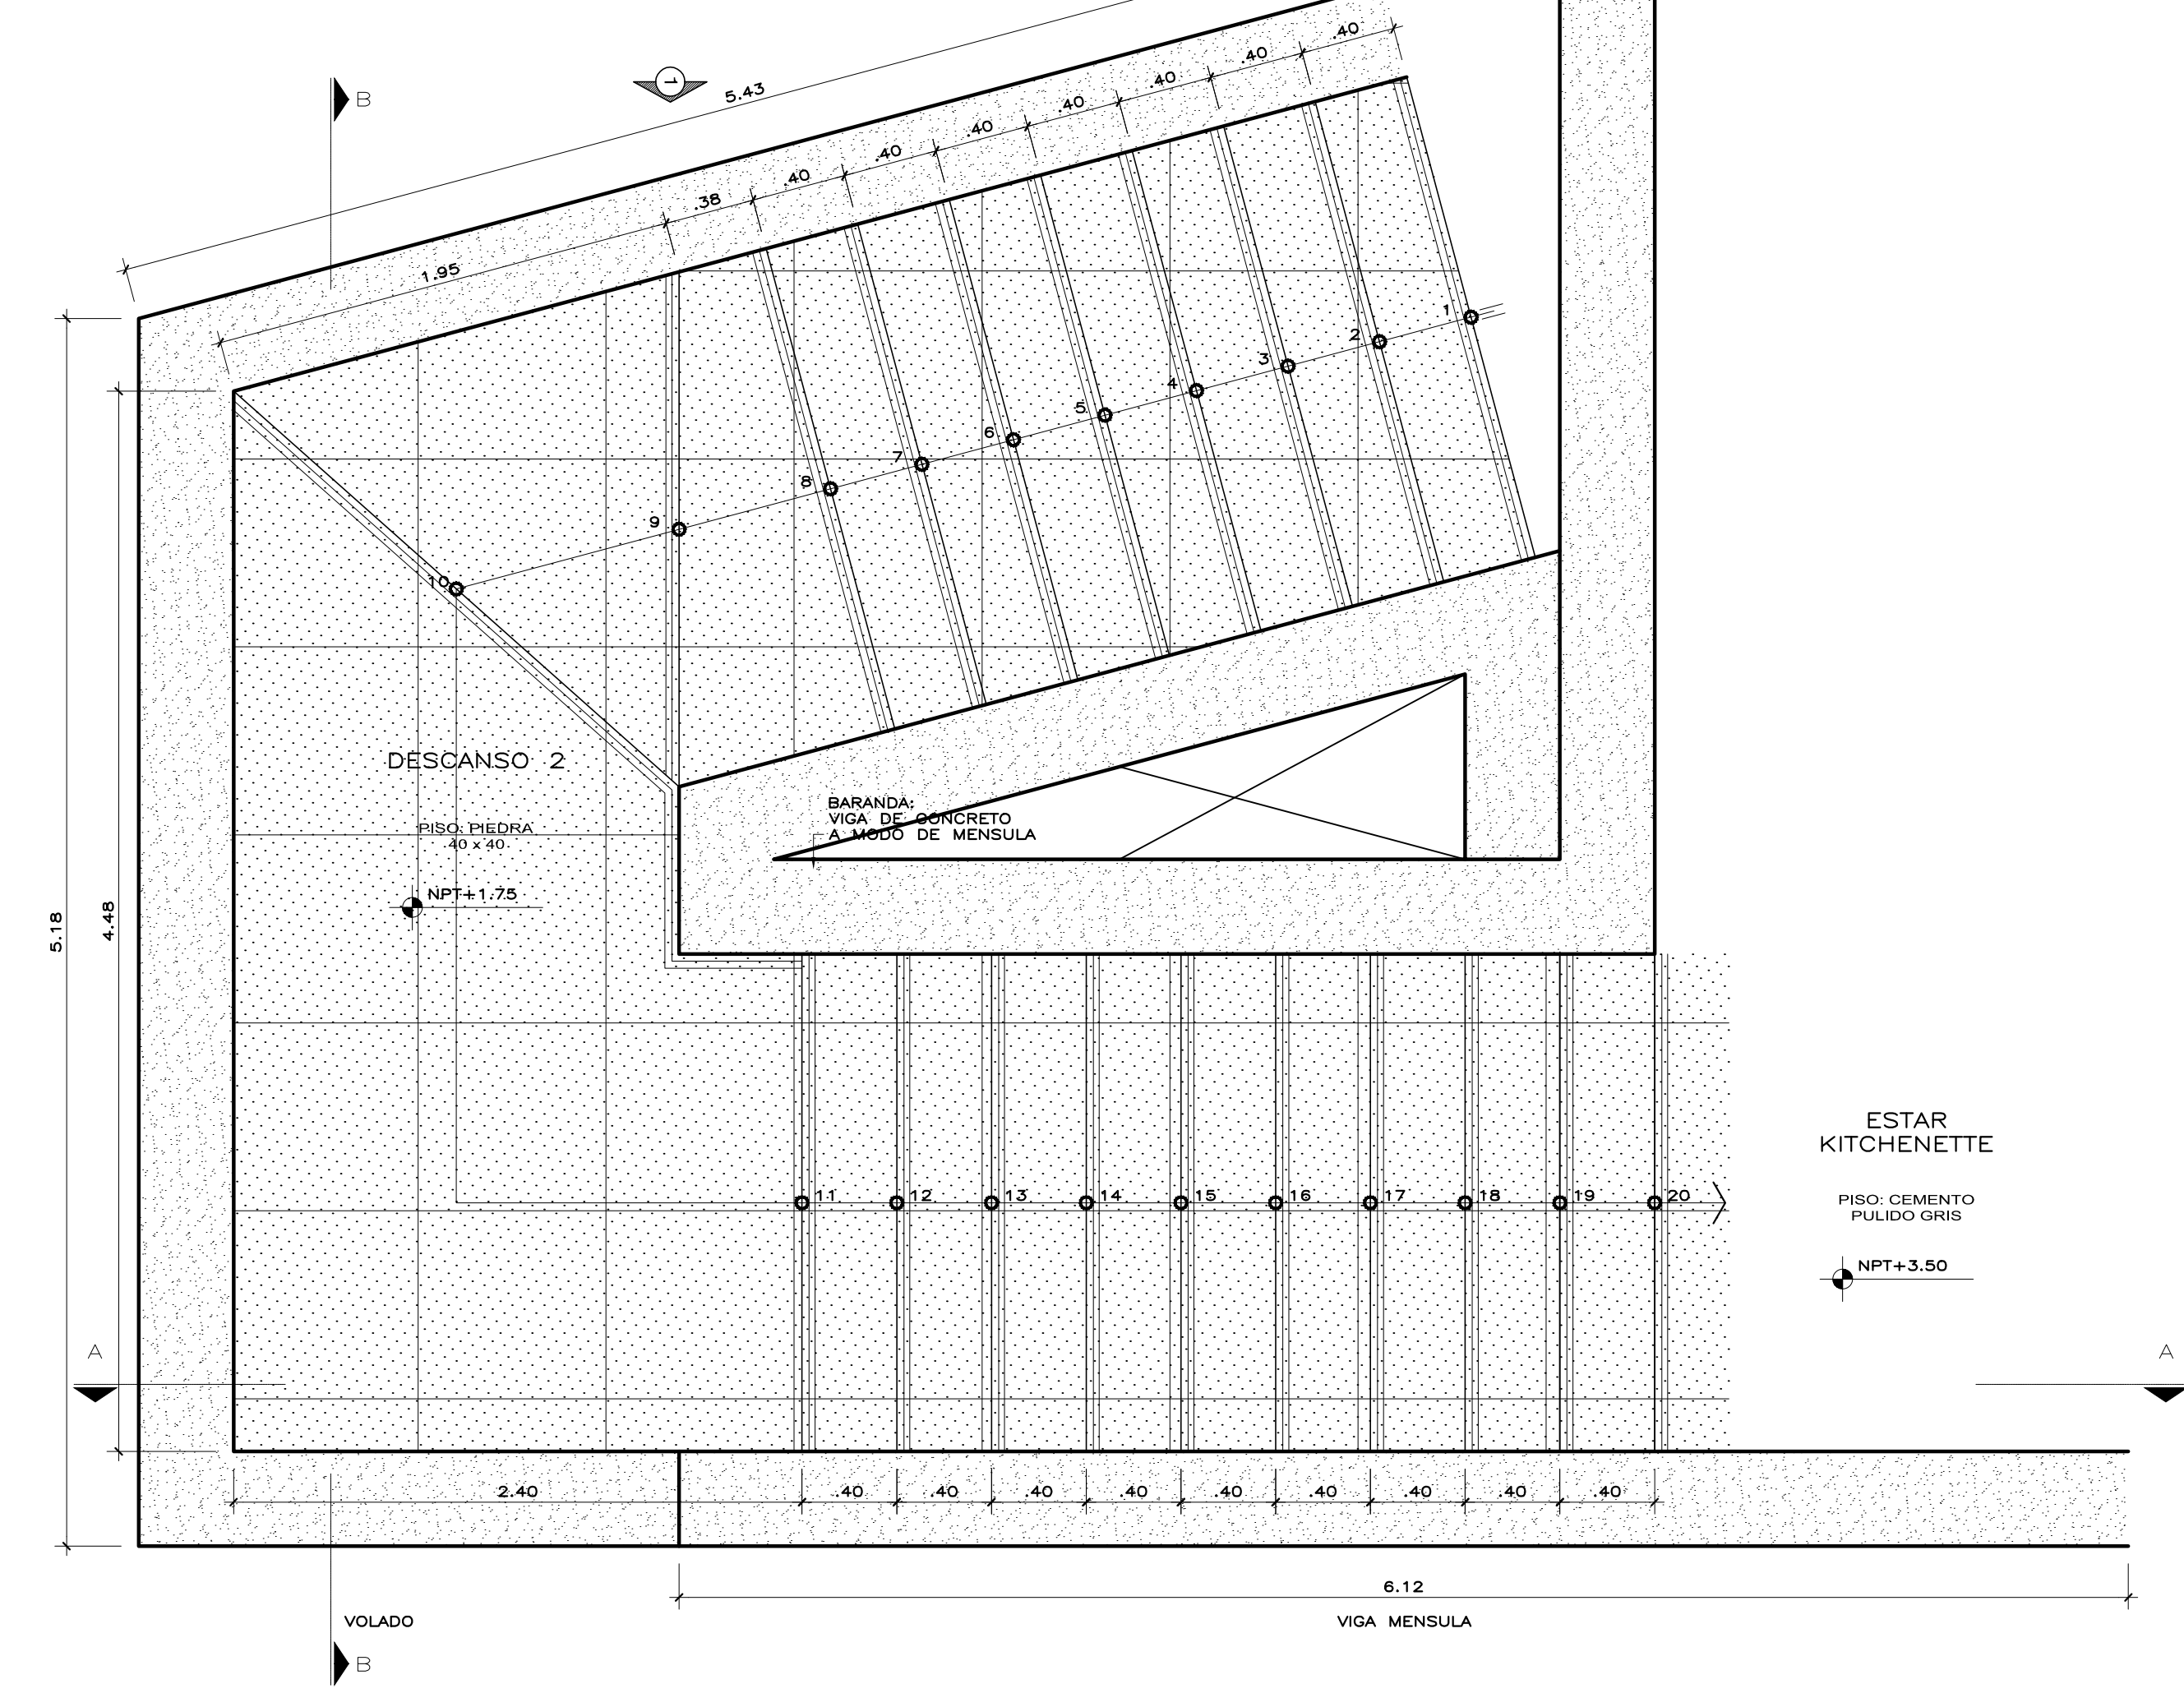 B
1
5.43
.40
.40
.40
.40
.40
.40
.40
.38
1.95
1
2
3
4
5
6
7
8
9
10
DESCANSO 2
PISO: PIEDRA
40 x 40
NPT+1.75
BARANDA:
VIGA DE CONCRETO
A MODO DE MENSULA
5.18
4.48
11
12
13
14
15
16
17
18
19
20
ESTAR
KITCHENETTE
PISO: CEMENTO
PULIDO GRIS
NPT+3.50
A
A
2.40
.40
.40
.40
.40
.40
.40
.40
.40
.40
6.12
VOLADO
VIGA MENSULA
B